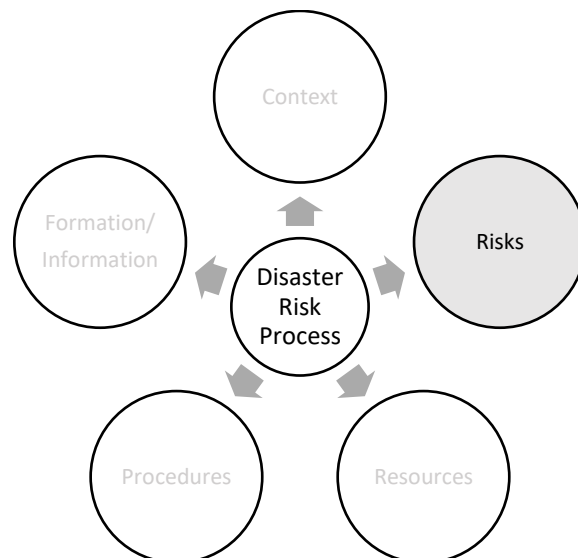 Context
Formation/
Information
Risks
Disaster
Risk
Process
Procedures
Resources